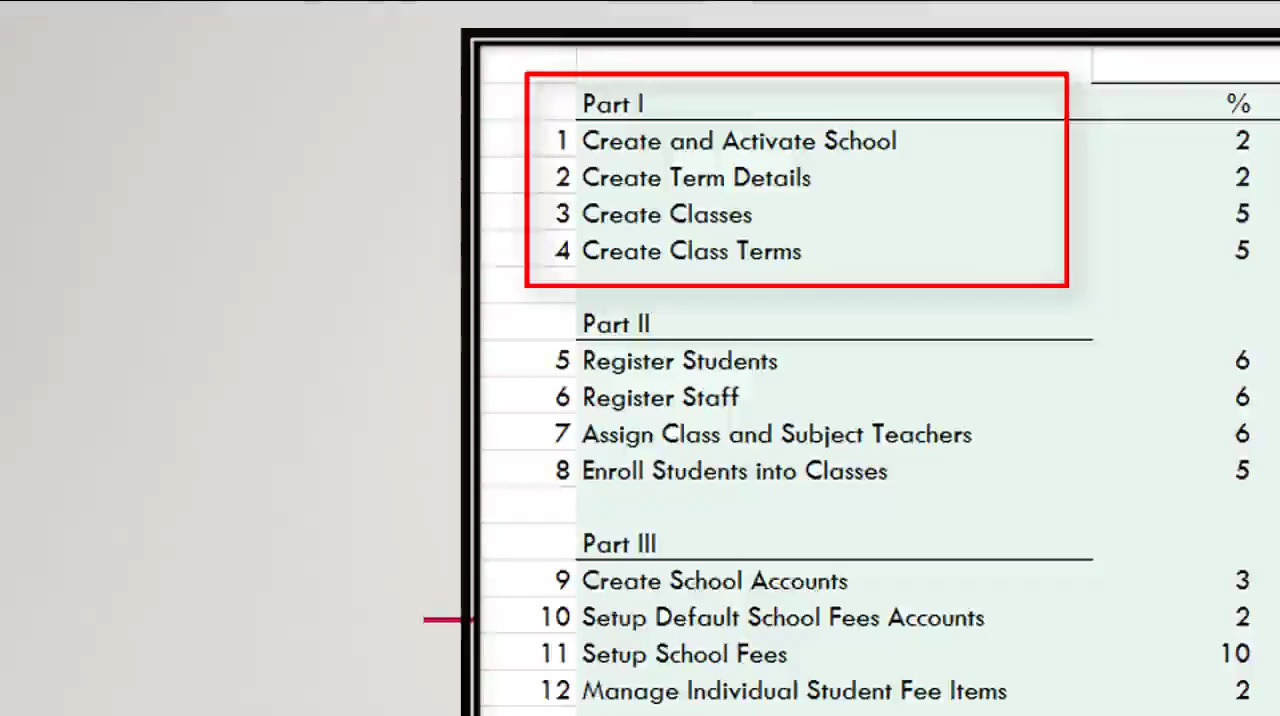 Part I %
1 Create and Activate School 2
2 Create Term Details 2
3 Create Classes 5
4 Create Class Terms 5
Part II
5 Register Students 6
6 Register Staff 6
7 Assign Class and Subject Teachers 6
8 Enroll Students into Classes 5
Part III
9 Create School Accounts 3
10 Setup Default School Fees Accounts 2
11 Setup School Fees 10
12 Manage Individual Student Fee Items 2